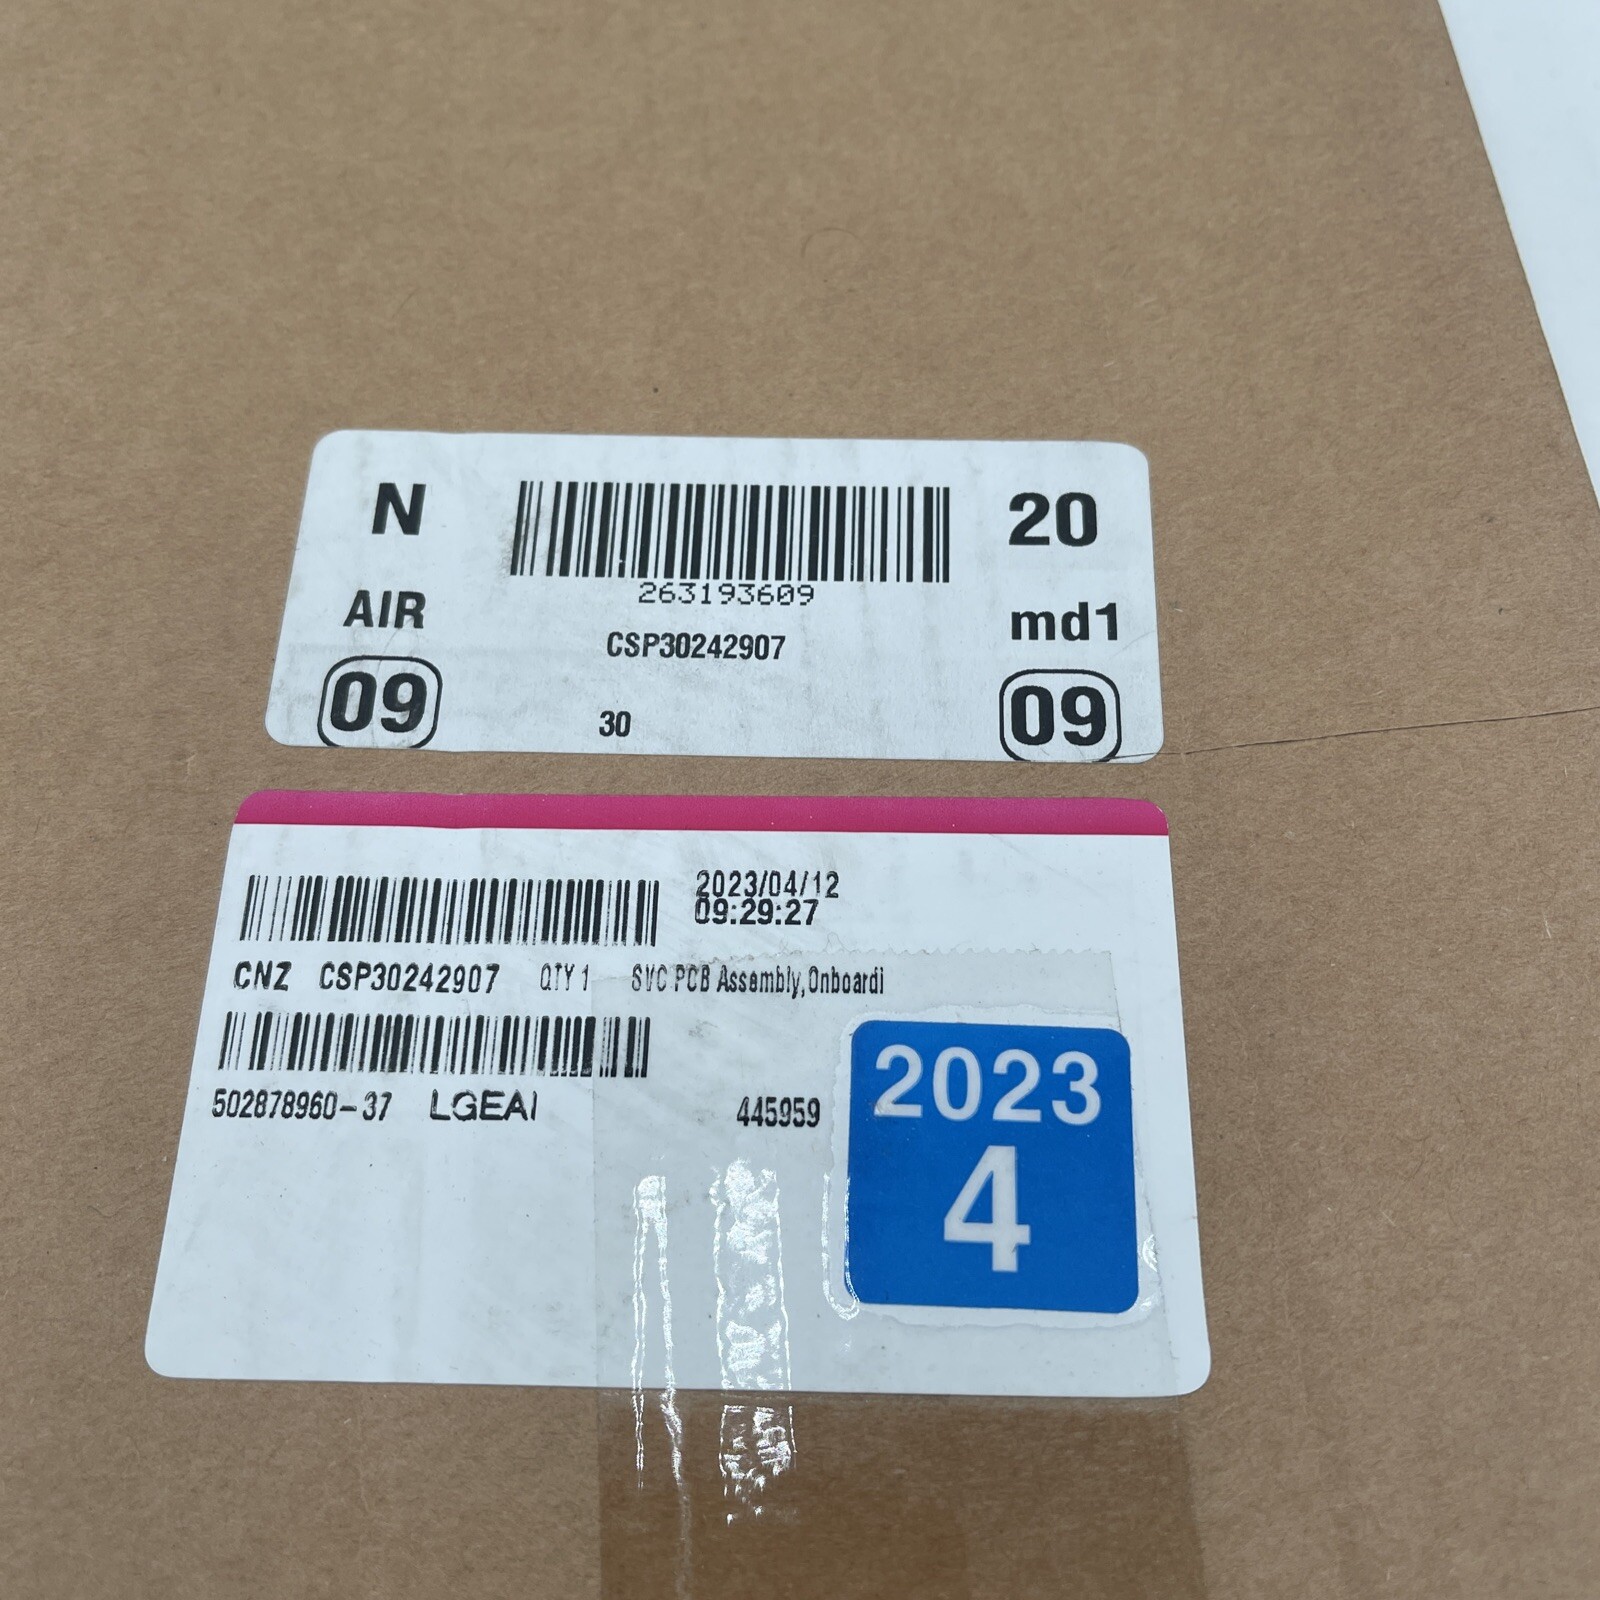 N
20
263193609
AIR
md1
CSP30242907
09
30
09
2023/04/12
09:29:27
CNZ CSP30242907 QTY 1 SVC PCB Assembly,Onboardi
502878960-37 LGEAI 445959
2023
4